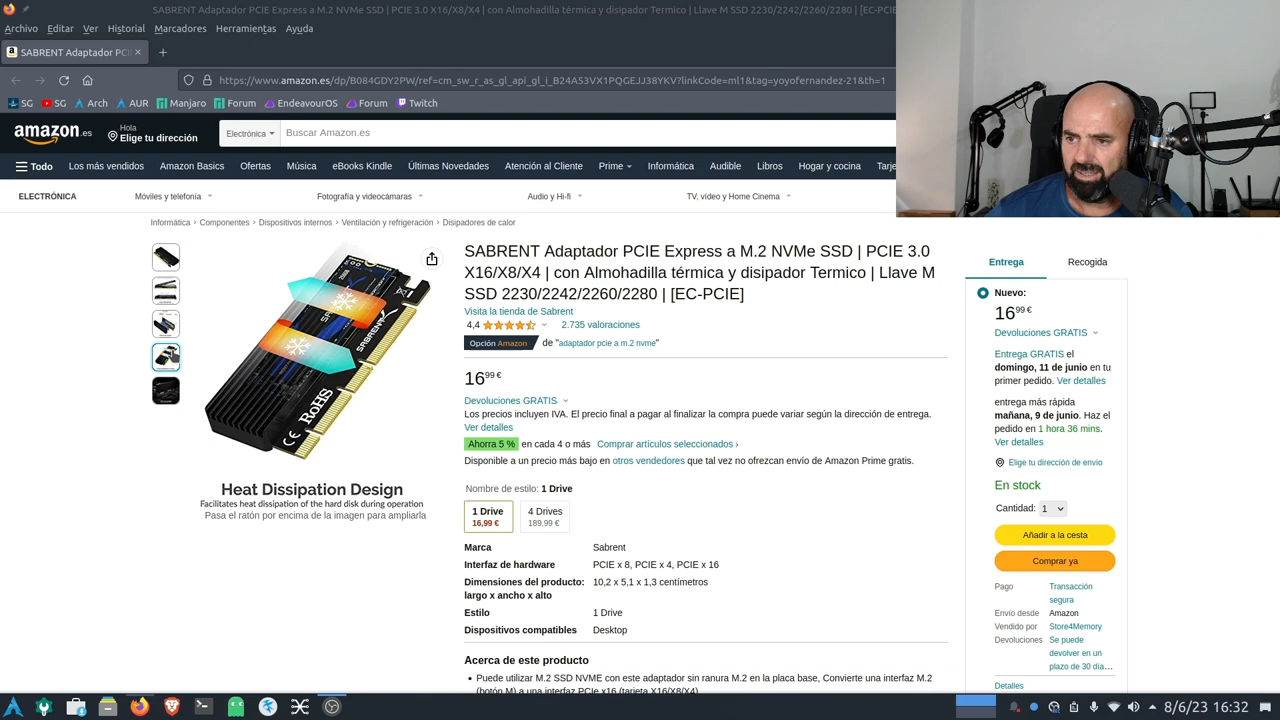 SABRENT Adaptador PCIE Express a M.2 NVMe SSD | PCIE 3.0 X16/X8/X4 | con Almohadilla térmica y disipador Termico | Llave M SSD 2230/2242/2260/2280 | [EC-PCIE]
Archivo Editar Ver Historial Marcadores Herramientas Ayuda
SABRENT Adaptador PCI
https://www.amazon.es/dp/B084GDY2PW/ref=cm_sw_r_as_gl_api_gl_i_B24A53VX1PQGEJJ38YKV?linkCode=ml1&tag=yoyofernandez-21&th=1
SG SG Arch AUR Manjaro Forum EndeavourOS Forum Twitch
amazon.es
Hola
Elige tu dirección
Electrónica
Buscar Amazon.es
Todo Los más vendidos Amazon Basics Ofertas Música eBooks Kindle Últimas Novedades Atención al Cliente Prime Informática Audible Libros Hogar y cocina Tarje
ELECTRÓNICA Móviles y telefonía Fotografía y videocámaras Audio y Hi-fi TV, vídeo y Home Cinema
Informática › Componentes › Dispositivos internos › Ventilación y refrigeración › Disipadores de calor
SABRENT
RoHS
CE
Heat Dissipation Design
Facilitates heat dissipation of the hard disk during operation
Pasa el ratón por encima de la imagen para ampliarla
SABRENT Adaptador PCIE Express a M.2 NVMe SSD | PCIE 3.0
X16/X8/X4 | con Almohadilla térmica y disipador Termico | Llave M
SSD 2230/2242/2260/2280 | [EC-PCIE]
Visita la tienda de Sabrent
4,4 2.735 valoraciones
Opción Amazon de "adaptador pcie a m.2 nvme"
16 99 €
Devoluciones GRATIS
Los precios incluyen IVA. El precio final a pagar al finalizar la compra puede variar según la dirección de entrega.
Ver detalles
Ahorra 5 % en cada 4 o más Comprar artículos seleccionados ›
Disponible a un precio más bajo en otros vendedores que tal vez no ofrezcan envío de Amazon Prime gratis.
Nombre de estilo: 1 Drive
1 Drive 4 Drives
16,99 € 189,99 €
Marca Sabrent
Interfaz de hardware PCIE x 8, PCIE x 4, PCIE x 16
Dimensiones del producto: 10,2 x 5,1 x 1,3 centímetros
largo x ancho x alto
Estilo 1 Drive
Dispositivos compatibles Desktop
Acerca de este producto
• Puede utilizar M.2 SSD NVME con este adaptador sin ranura M.2 en la placa base, Convierte una interfaz M.2
(botón M) a una interfaz PCIe x16 (tarjeta X16/X8/X4)
Entrega Recogida
Nuevo:
16 99 €
Devoluciones GRATIS
Entrega GRATIS el
domingo, 11 de junio en tu
primer pedido. Ver detalles
entrega más rápida
mañana, 9 de junio. Haz el
pedido en 1 hora 36 mins.
Ver detalles
Elige tu dirección de envío
En stock
Cantidad: 1
Añadir a la cesta
Comprar ya
Pago Transacción
segura
Envío desde Amazon
Vendido por Store4Memory
Devoluciones Se puede
devolver en un
plazo de 30 día…
Detalles
8/6/23 16:32